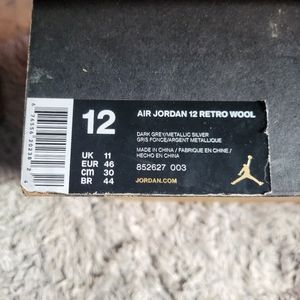 12
AIR JORDAN 12 RETRO WOOL
DARK GREY/METALLIC SILVER
GRIS FONCE/ARGENT METALLIQUE
MADE IN CHINA / FABRIQUE EN CHINE /
HECHO EN CHINA
852627 003
JORDAN.COM
UK 11
EUR 46
CM 30
BR 44